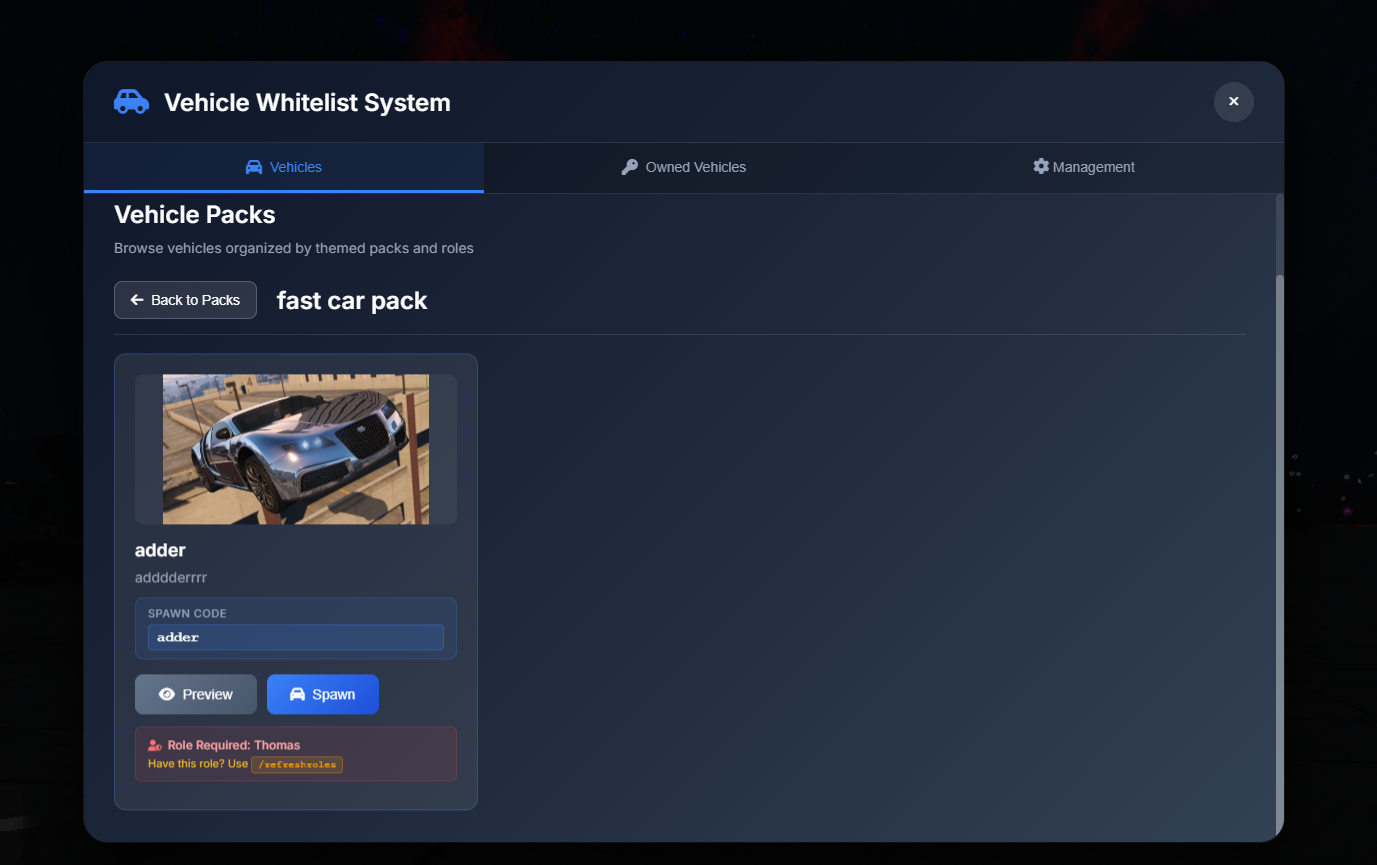 Vehicle Whitelist System
Vehicles
Owned Vehicles
Management
Vehicle Packs
Browse vehicles organized by themed packs and roles
Back to Packs
fast car pack
adder
adddderrrr
SPAWN CODE
adder
Preview
Spawn
Role Required: Thomas
Have this role? Use /refreshroles